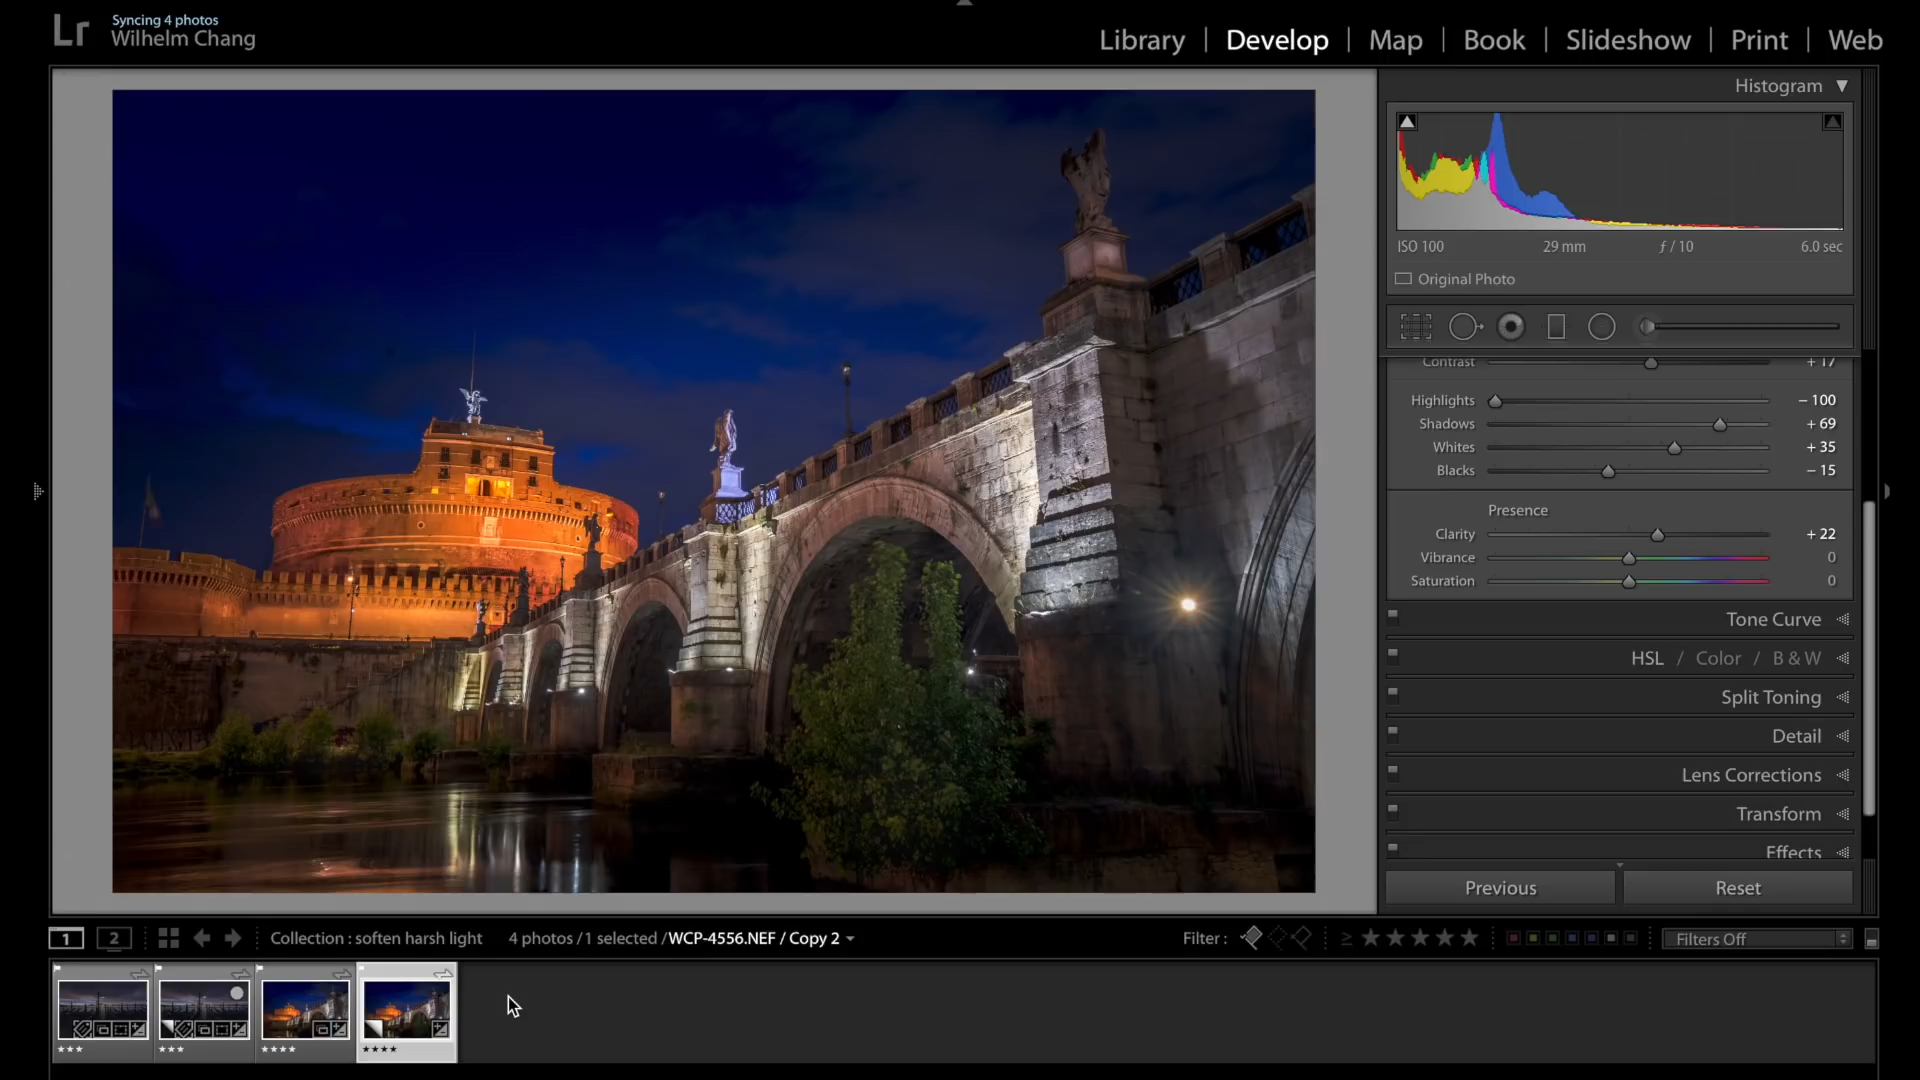 Lr
Syncing 4 photos
Wilhelm Chang
Library | Develop | Map | Book | Slideshow | Print | Web
Histogram
ISO 100 29 mm ƒ / 10 6.0 sec
Original Photo
Contrast + 17
Highlights – 100
Shadows + 69
Whites + 35
Blacks – 15
Presence
Clarity + 22
Vibrance 0
Saturation 0
Tone Curve
HSL / Color / B & W
Split Toning
Detail
Lens Corrections
Transform
Effects
Previous Reset
1 2 Collection : soften harsh light 4 photos / 1 selected / WCP-4556.NEF / Copy 2 Filter : ≥ ★★★★★ Filters Off
★★★ ★★★ ★★★★ ★★★★